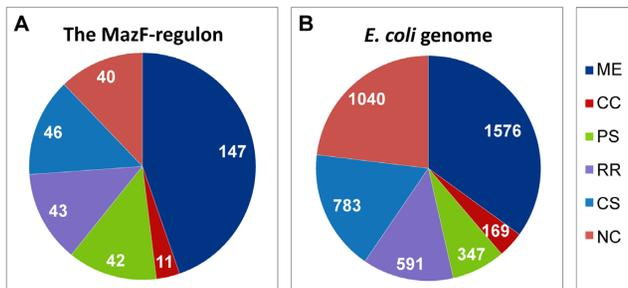 A
The MazF-regulon
40
46
147
43
42
11
B
E. coli genome
1040
1576
783
169
347
591
ME
CC
PS
RR
CS
NC